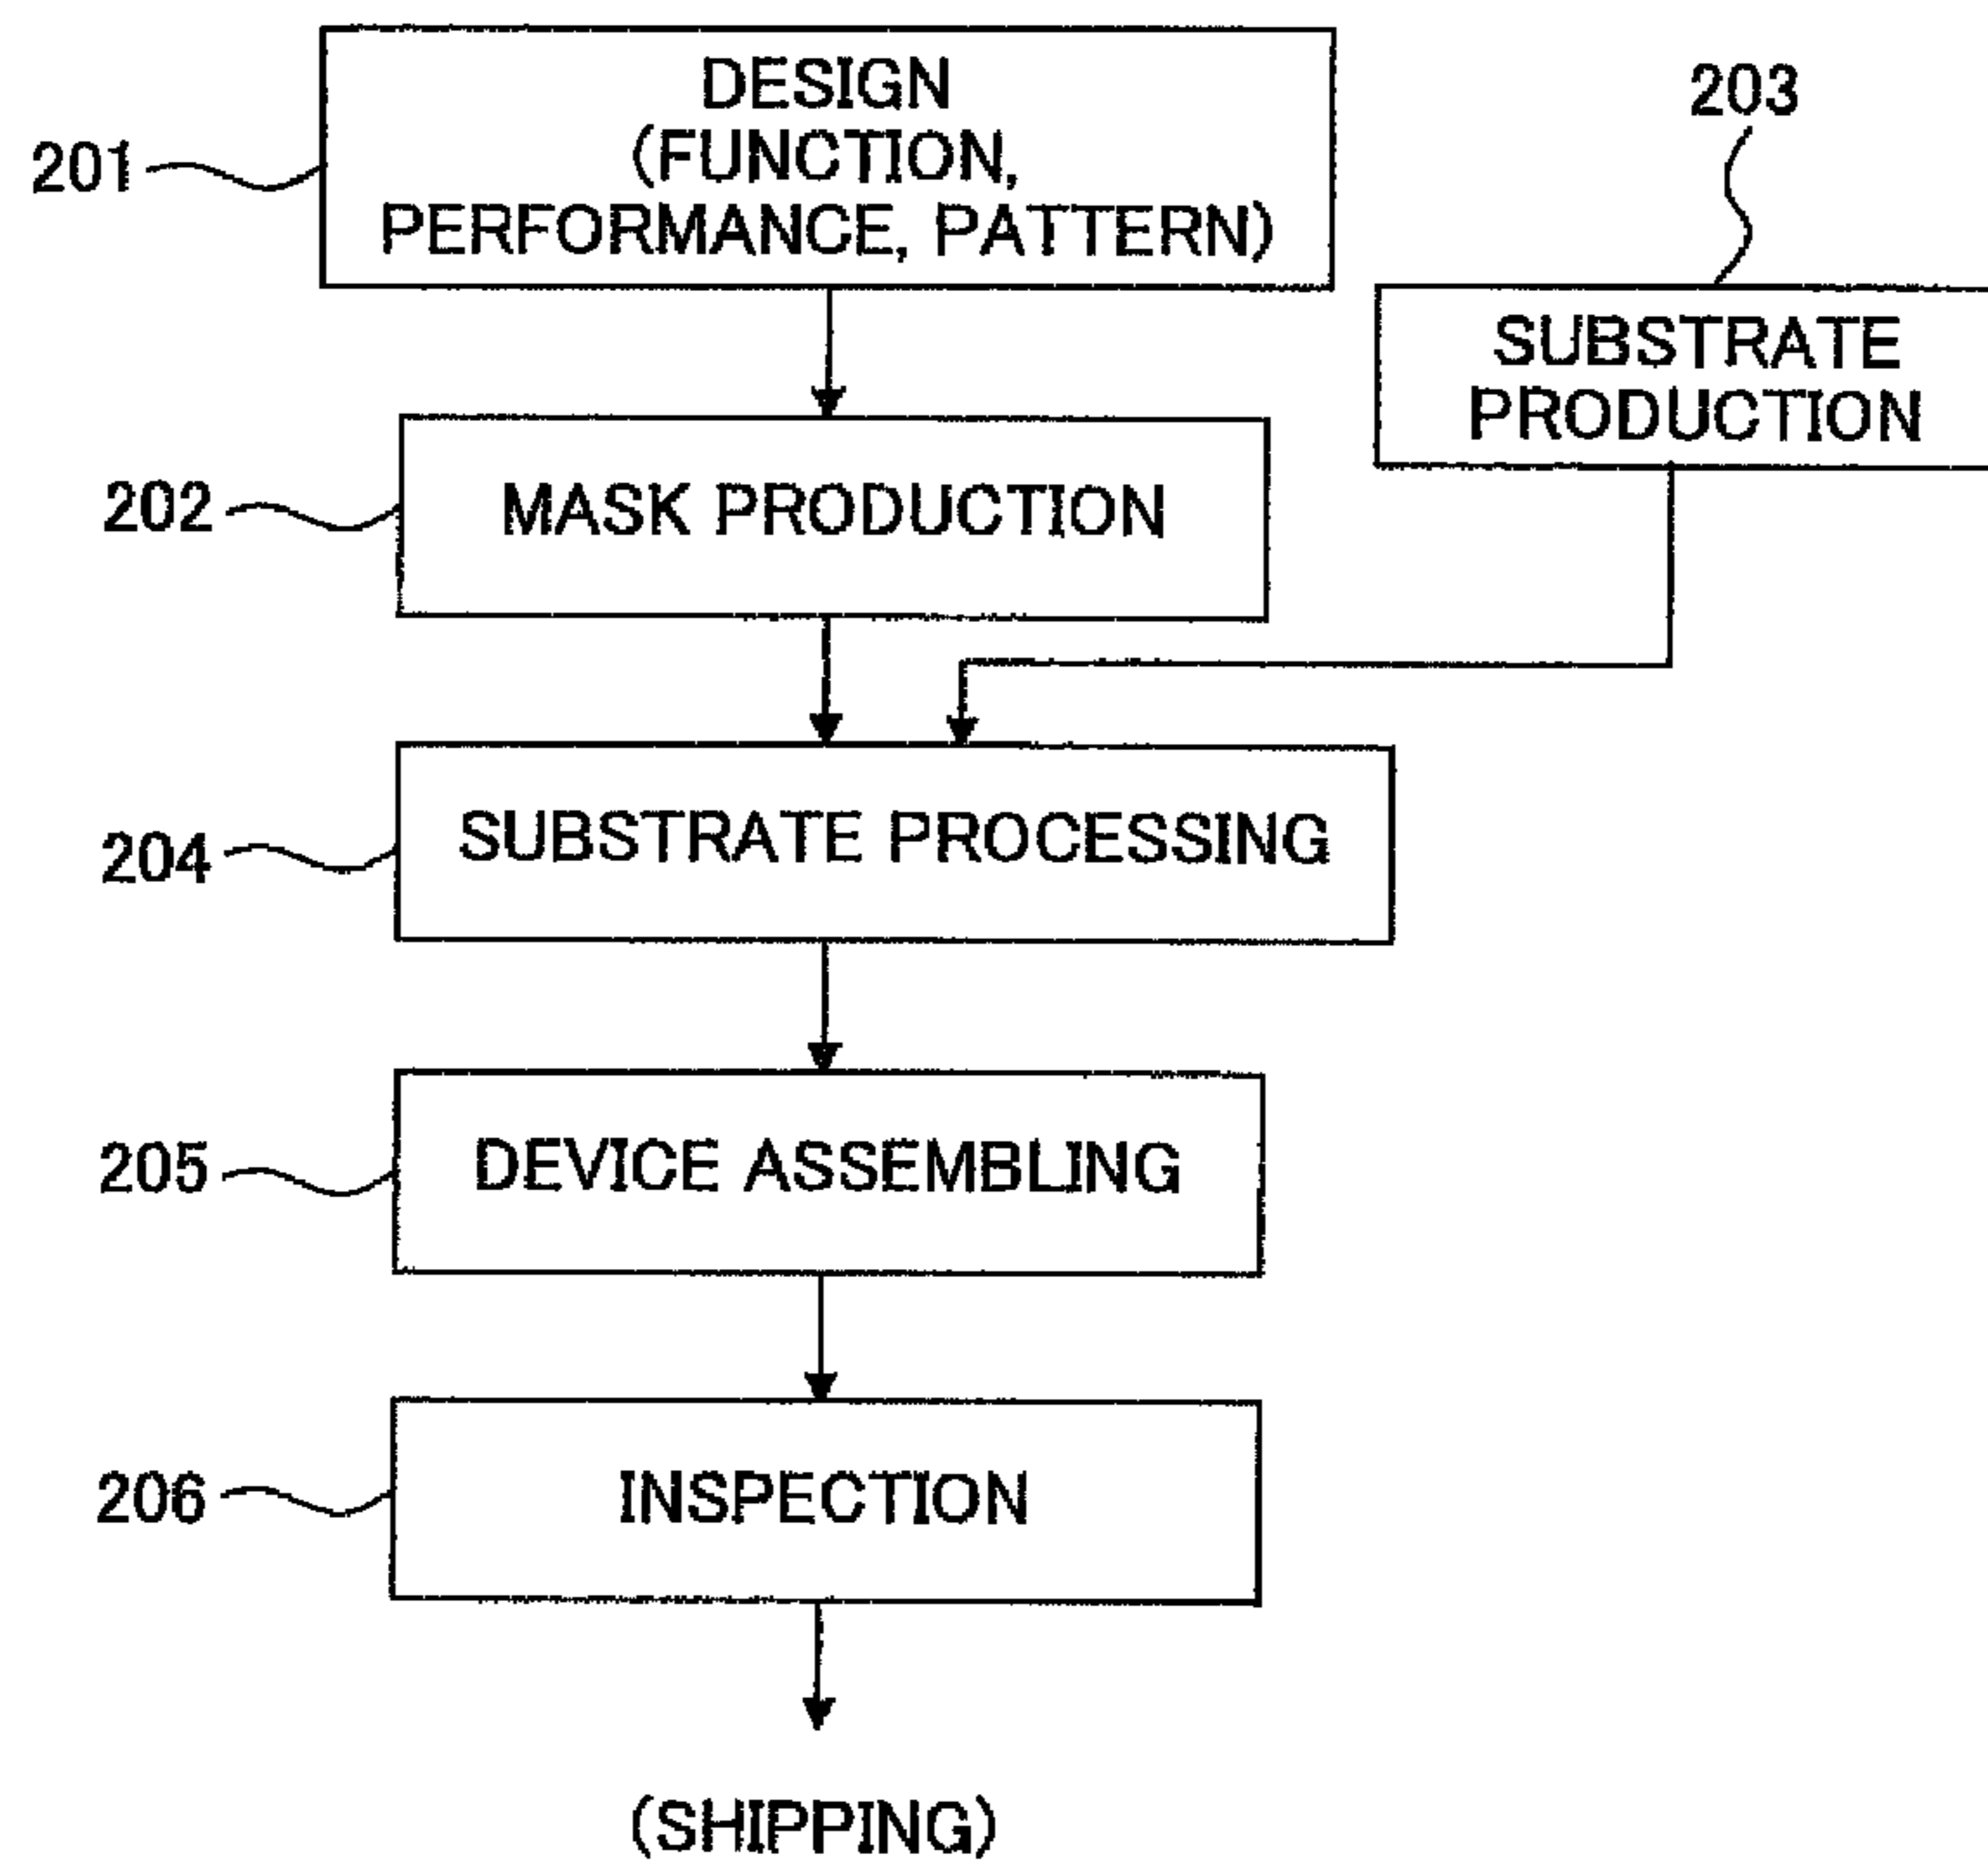 201
DESIGN
(FUNCTION,
PERFORMANCE, PATTERN)
203
SUBSTRATE
PRODUCTION
202
MASK PRODUCTION
204
SUBSTRATE PROCESSING
205
DEVICE ASSEMBLING
206
INSPECTION
(SHIPPING)